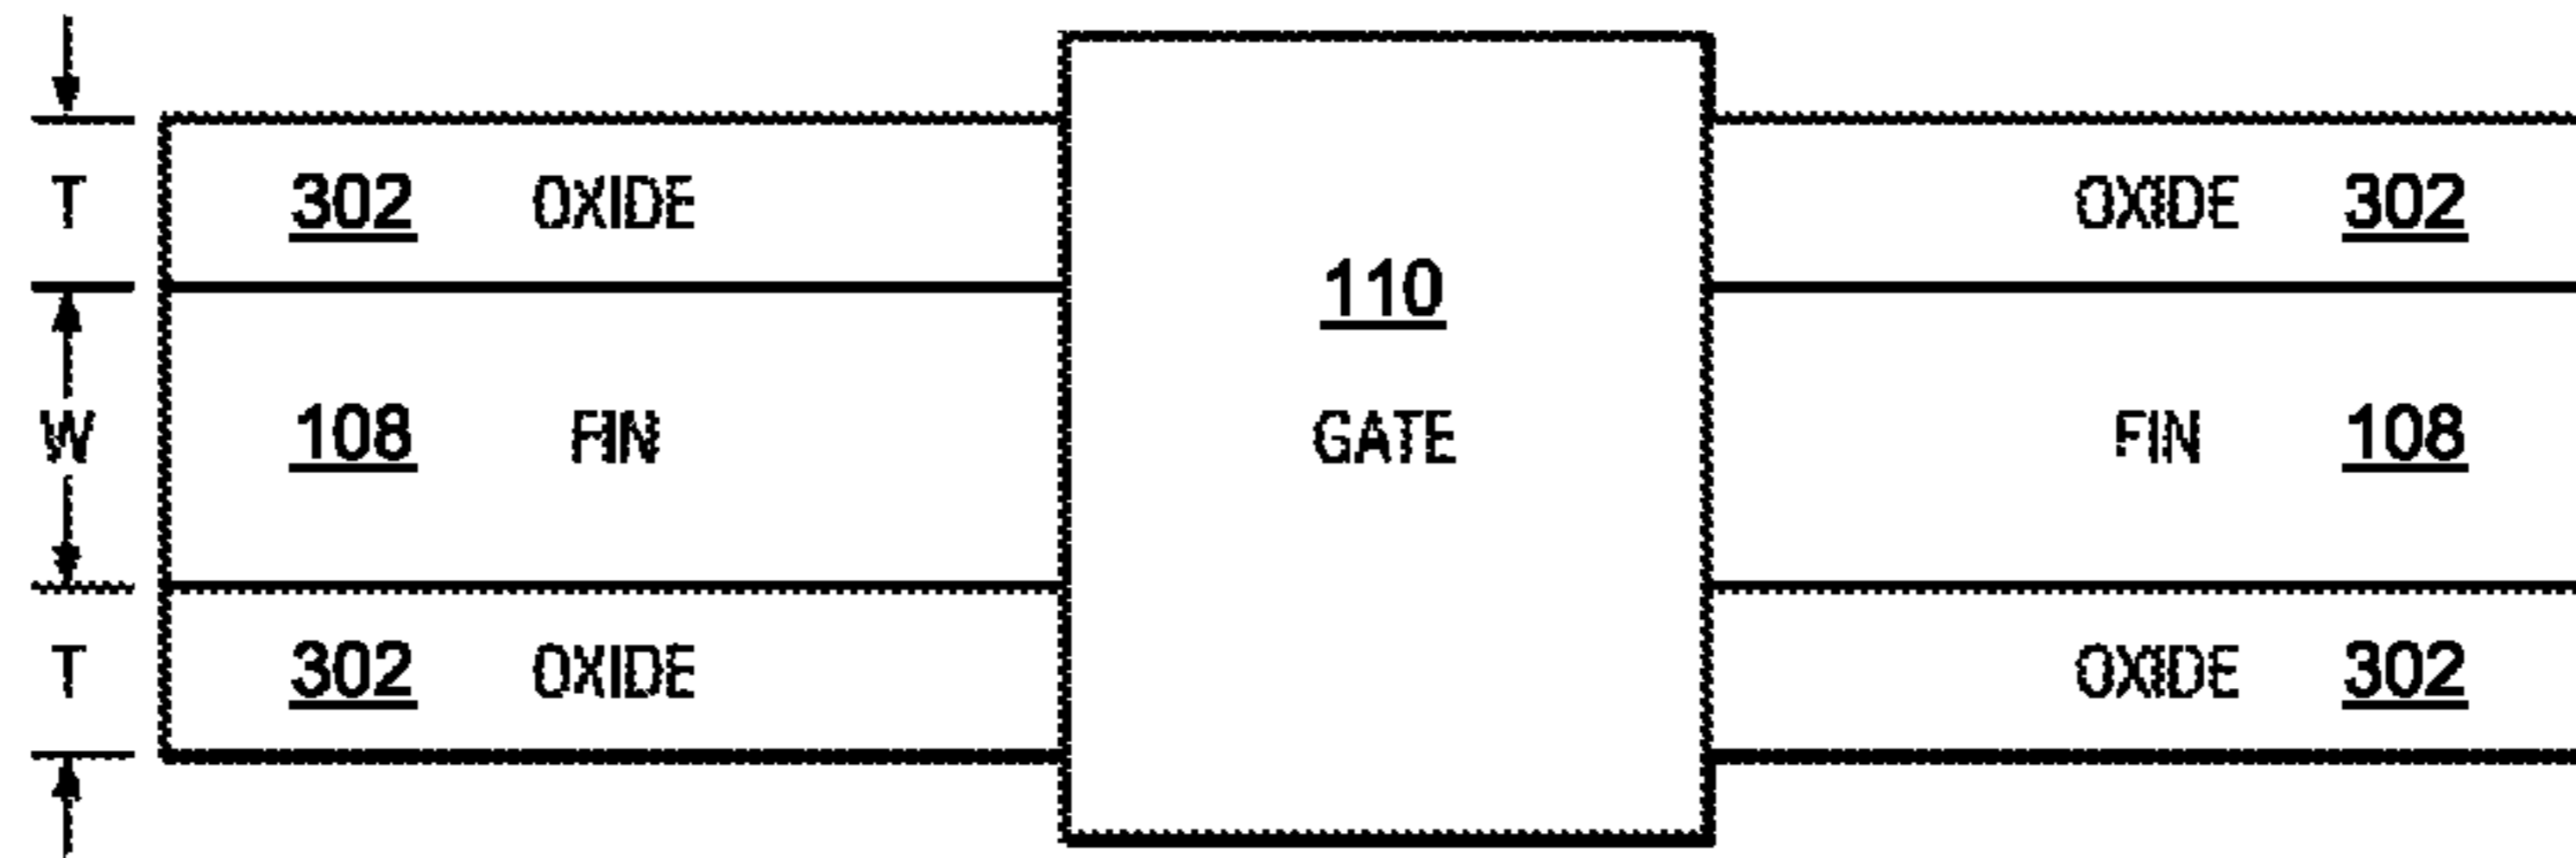 T 302 OXIDE OXIDE 302
110
W 108 FIN GATE FIN 108
T 302 OXIDE OXIDE 302